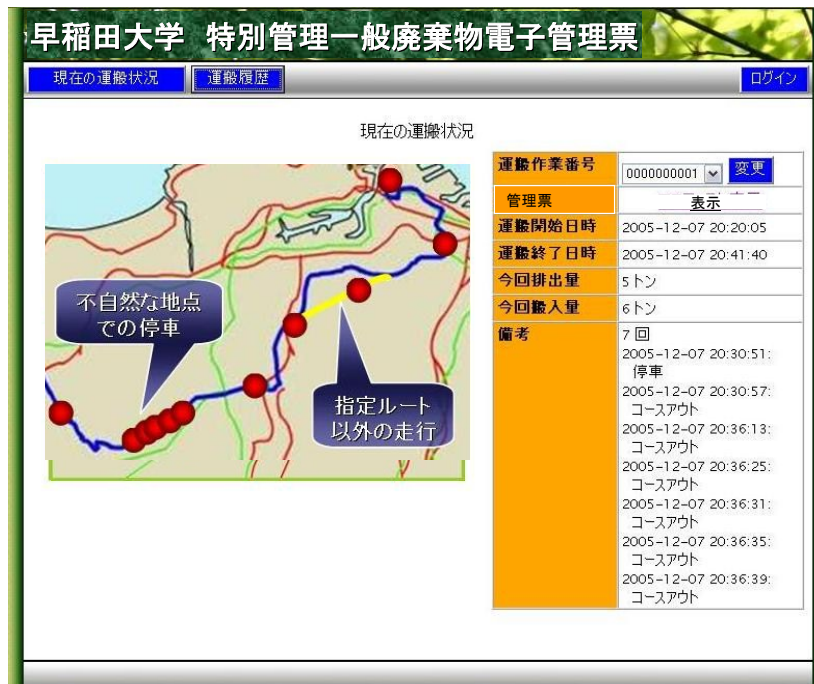 早稲田大学 特別管理一般廃棄物電子管理票
現在の運搬状況 運搬履歴 ログイン
現在の運搬状況
不自然な地点
での停車
指定ルート
以外の走行
運搬作業番号 0000000001 変更
管理票 表示
運搬開始日時 2005-12-07 20:20:05
運搬終了日時 2005-12-07 20:41:40
今回排出量 5トン
今回搬入量 6トン
備考 7 回
2005-12-07 20:30:51:
停車
2005-12-07 20:30:57:
コースアウト
2005-12-07 20:36:13:
コースアウト
2005-12-07 20:36:25:
コースアウト
2005-12-07 20:36:31:
コースアウト
2005-12-07 20:36:35:
コースアウト
2005-12-07 20:36:39:
コースアウト